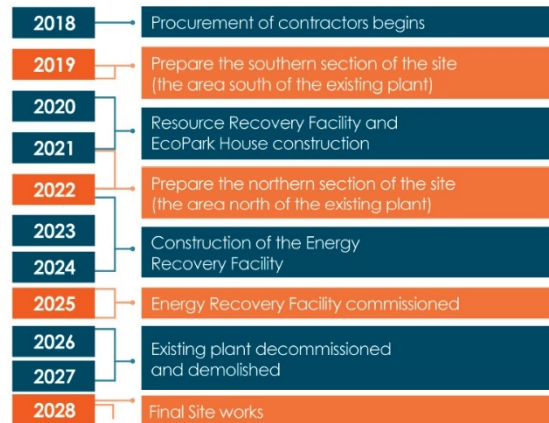 2018
Procurement of contractors begins
2019
Prepare the southern section of the site
(the area south of the existing plant)
2020
2021
Resource Recovery Facility and
EcoPark House construction
2022
Prepare the northern section of the site
(the area north of the existing plant)
2023
2024
Construction of the Energy
Recovery Facility
2025
Energy Recovery Facility commissioned
2026
2027
Existing plant decommissioned
and demolished
2028
Final Site works